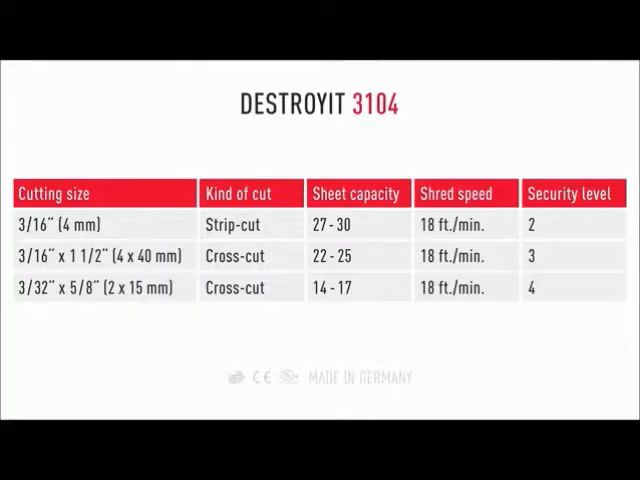 DESTROYIT 3104
Cutting size Kind of cut Sheet capacity Shred speed Security level
3/16″ (4 mm) Strip-cut 27 - 30 18 ft./min. 2
3/16″ x 1 1/2″ (4 x 40 mm) Cross-cut 22 - 25 18 ft./min. 3
3/32″ x 5/8″ (2 x 15 mm) Cross-cut 14 - 17 18 ft./min. 4
CE MADE IN GERMANY